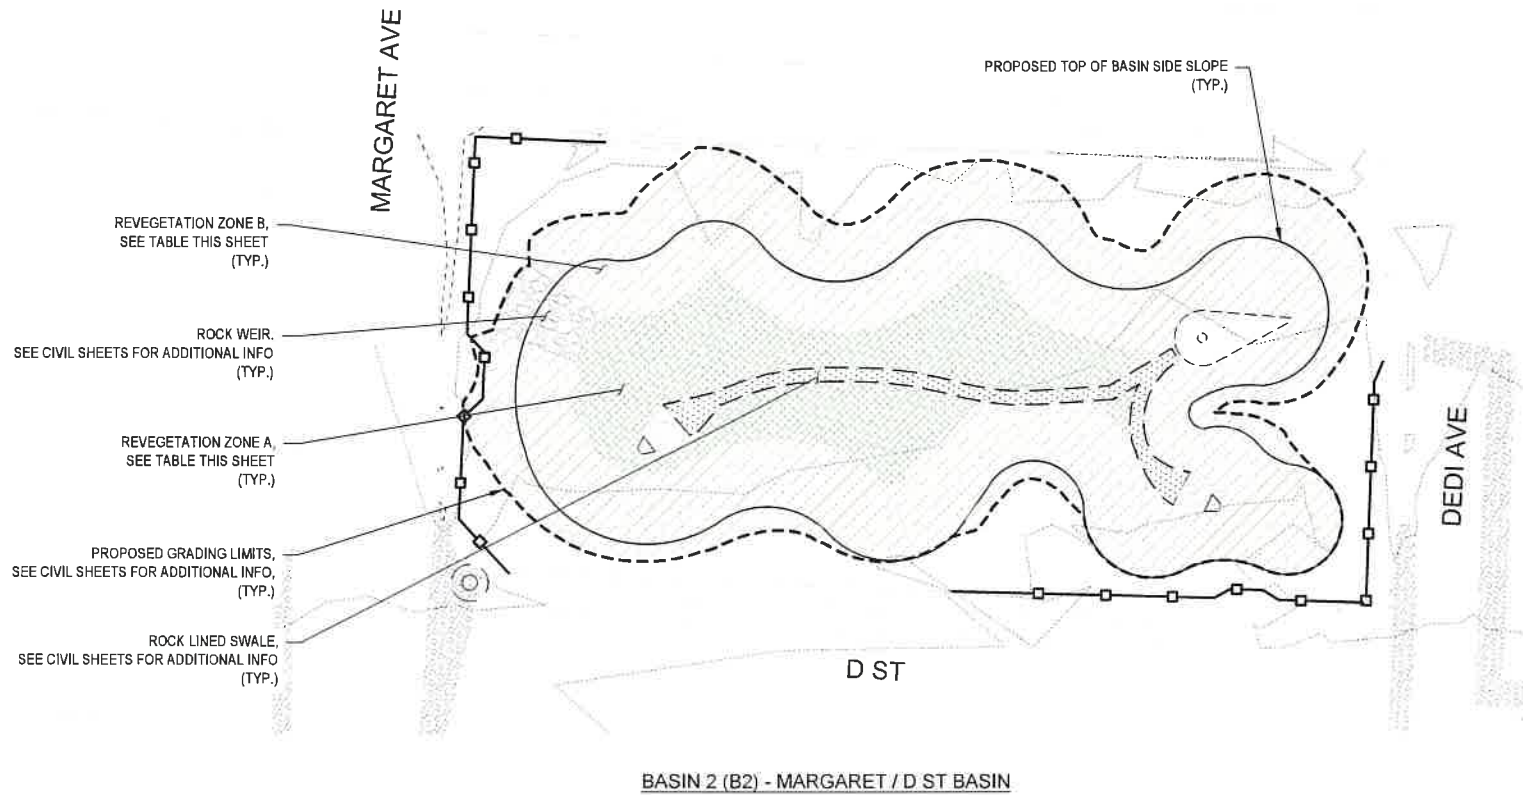 MARGARET AVE
PROPOSED TOP OF BASIN SIDE SLOPE
(TYP.)
REVEGETATION ZONE B,
SEE TABLE THIS SHEET
(TYP.)
ROCK WEIR.
SEE CIVIL SHEETS FOR ADDITIONAL INFO
(TYP.)
REVEGETATION ZONE A,
SEE TABLE THIS SHEET
(TYP.)
PROPOSED GRADING LIMITS,
SEE CIVIL SHEETS FOR ADDITIONAL INFO,
(TYP.)
ROCK LINED SWALE,
SEE CIVIL SHEETS FOR ADDITIONAL INFO
(TYP.)
DEDI AVE
D ST
BASIN 2 (B2) - MARGARET / D ST BASIN